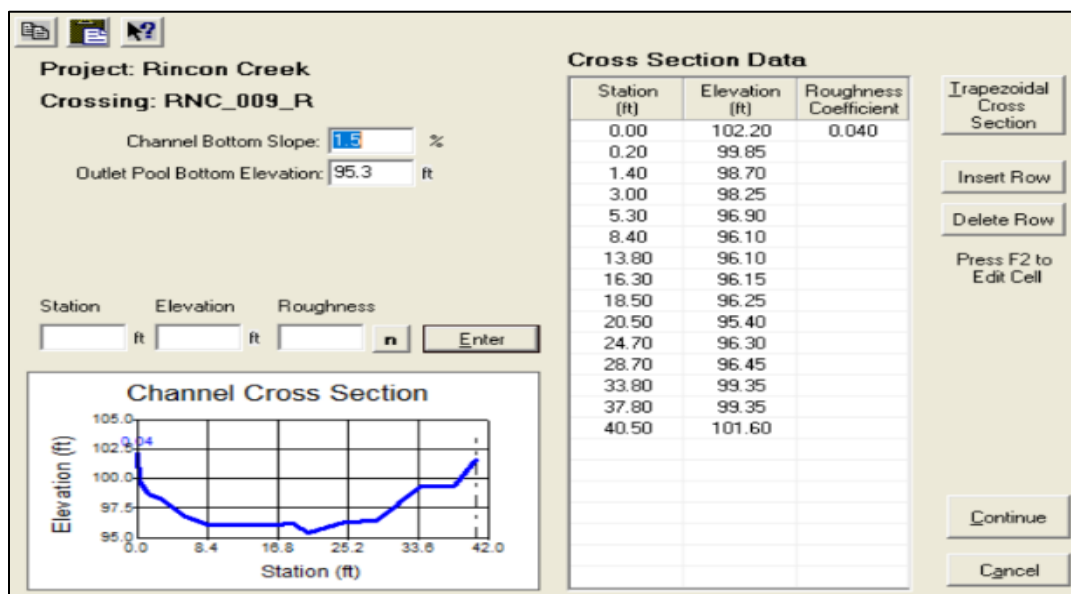 Project: Rincon Creek
Crossing: RNC_009_R
Channel Bottom Slope: 1.5 %
Outlet Pool Bottom Elevation: 95.3 ft
Station Elevation Roughness
ft ft n Enter
Channel Cross Section
Elevation (ft)
105.0
102.5
100.0
97.5
95.0
0.04
0.0 8.4 16.8 25.2 33.6 42.0
Station (ft)
Cross Section Data
Station (ft) Elevation (ft) Roughness Coefficient
0.00 102.20 0.040
0.20 99.85
1.40 98.70
3.00 98.25
5.30 96.90
8.40 96.10
13.80 96.10
16.30 96.15
18.50 96.25
20.50 95.40
24.70 96.30
28.70 96.45
33.80 99.35
37.80 99.35
40.50 101.60
Trapezoidal
Cross
Section
Insert Row
Delete Row
Press F2 to
Edit Cell
Continue
Cancel